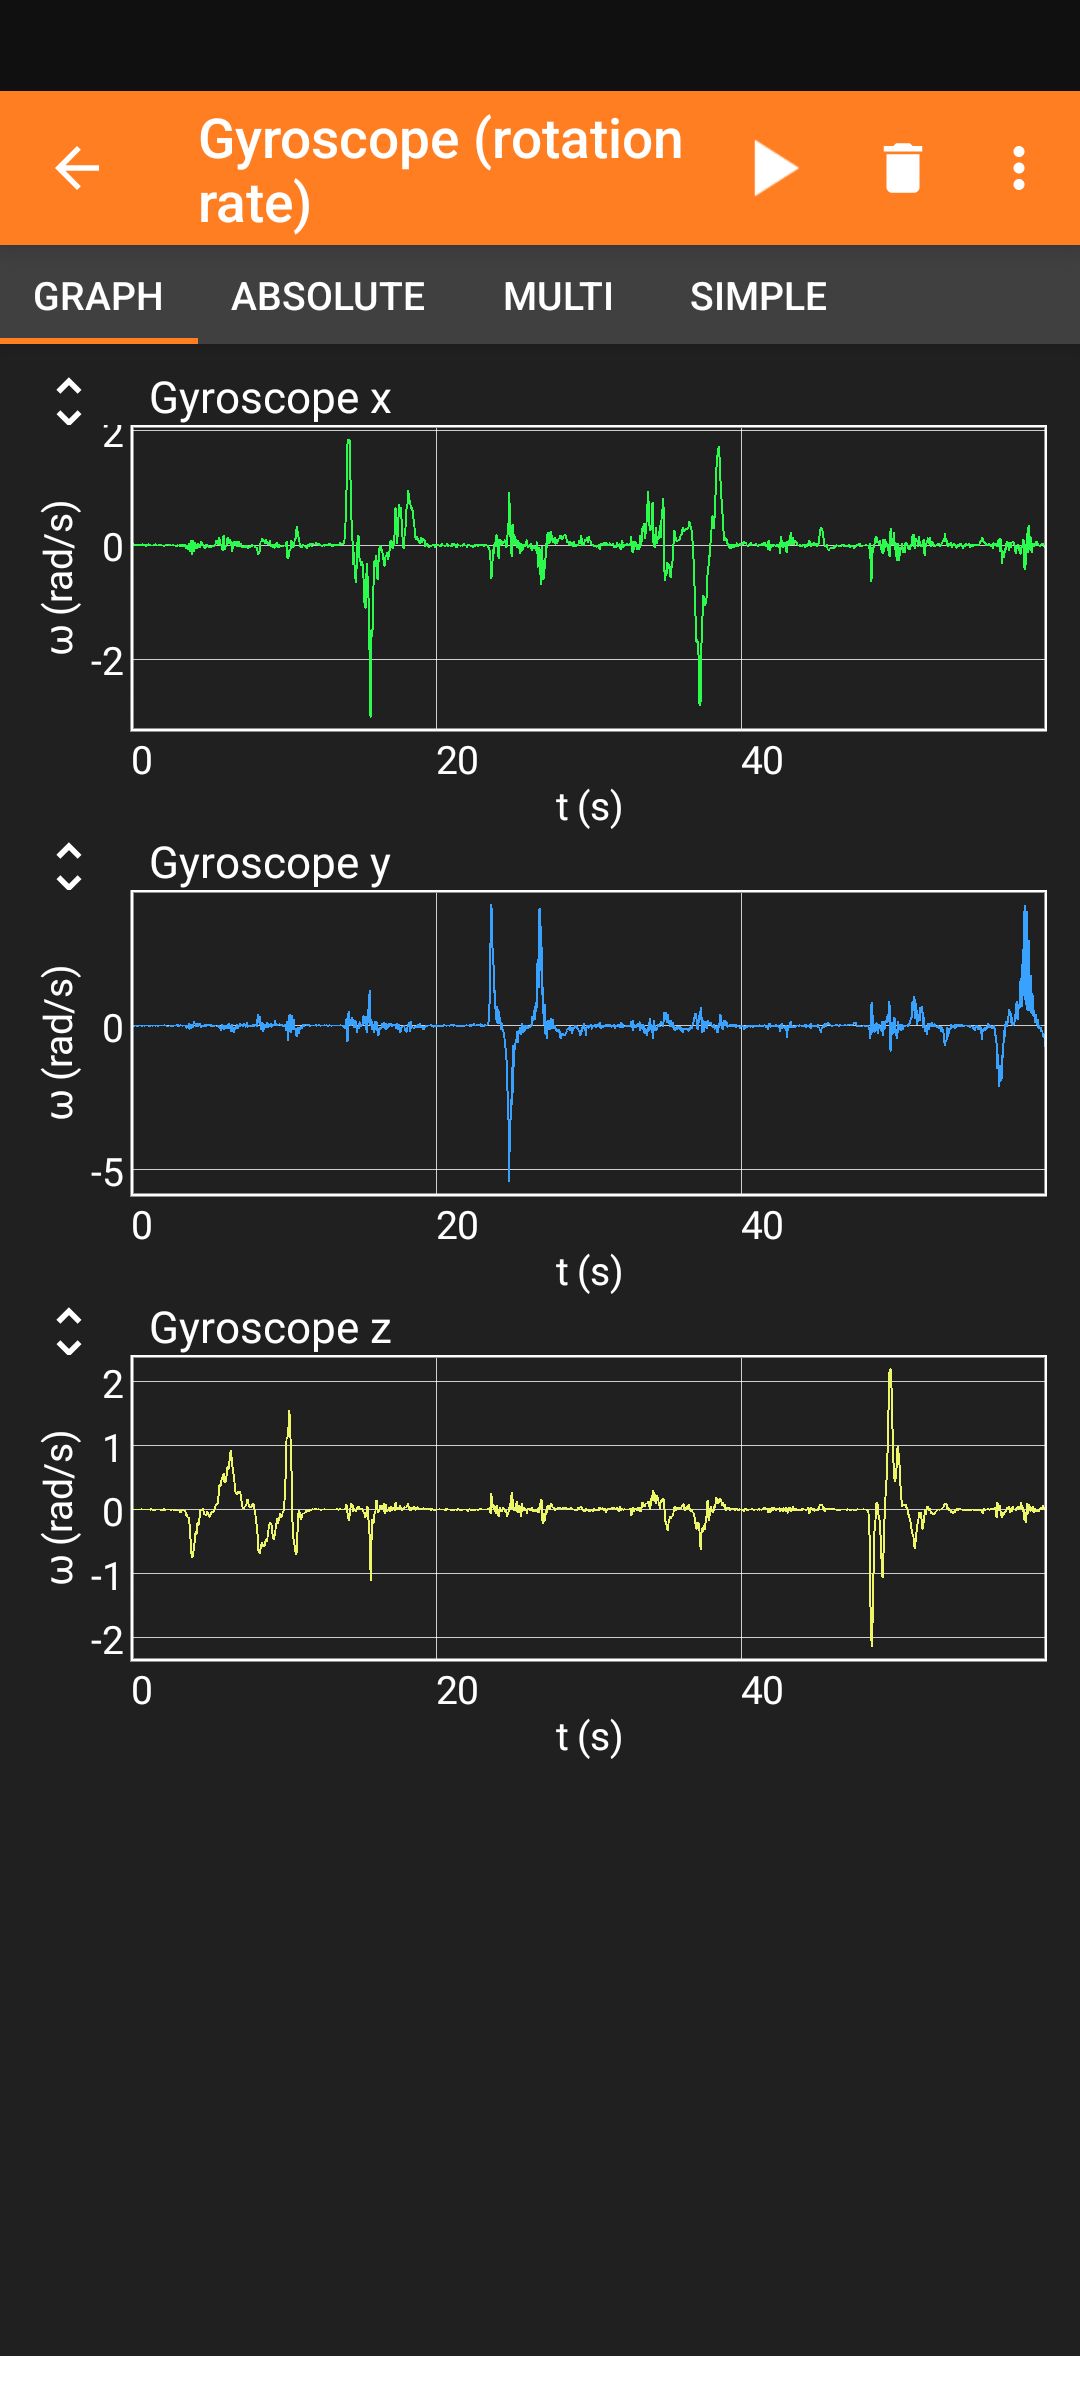 Gyroscope (rotation
rate)
GRAPH ABSOLUTE MULTI SIMPLE
Gyroscope x
2
0
-2
ω (rad/s)
0 20 40
t (s)
Gyroscope y
0
-5
ω (rad/s)
0 20 40
t (s)
Gyroscope z
2
1
0
-1
-2
ω (rad/s)
0 20 40
t (s)